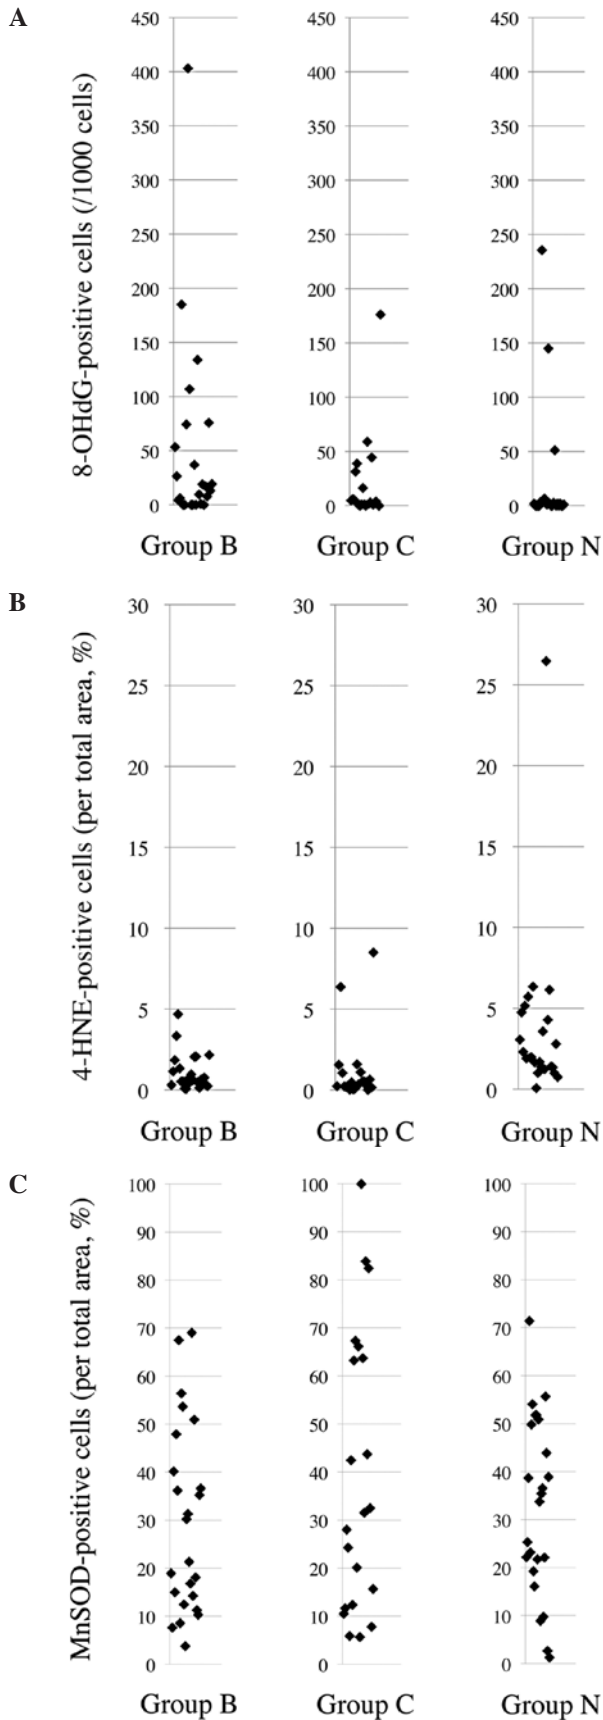 A
8-OHdG-positive cells (/1000 cells)
450 450 450
400 400 400
350 350 350
300 300 300
250 250 250
200 200 200
150 150 150
100 100 100
50 50 50
0 0 0
Group B Group C Group N
B
4-HNE-positive cells (per total area, %)
30 30 30
25 25 25
20 20 20
15 15 15
10 10 10
5 5 5
0 0 0
Group B Group C Group N
C
MnSOD-positive cells (per total area, %)
100 100 100
90 90 90
80 80 80
70 70 70
60 60 60
50 50 50
40 40 40
30 30 30
20 20 20
10 10 10
0 0 0
Group B Group C Group N